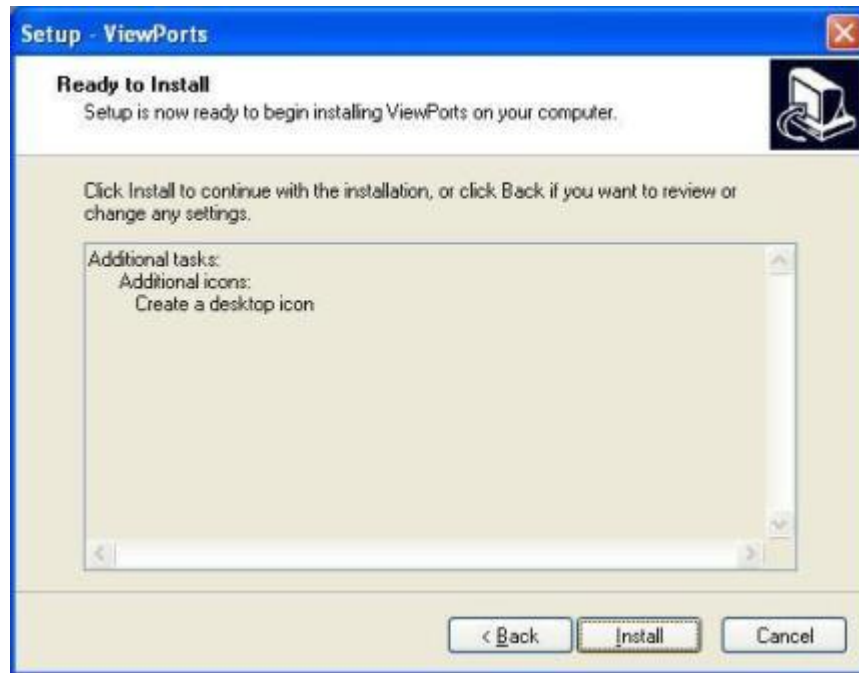 Setup - ViewPorts
Ready to Install
Setup is now ready to begin installing ViewPorts on your computer.
Click Install to continue with the installation, or click Back if you want to review or
change any settings.
Additional tasks:
Additional icons:
Create a desktop icon
< Back
Install
Cancel